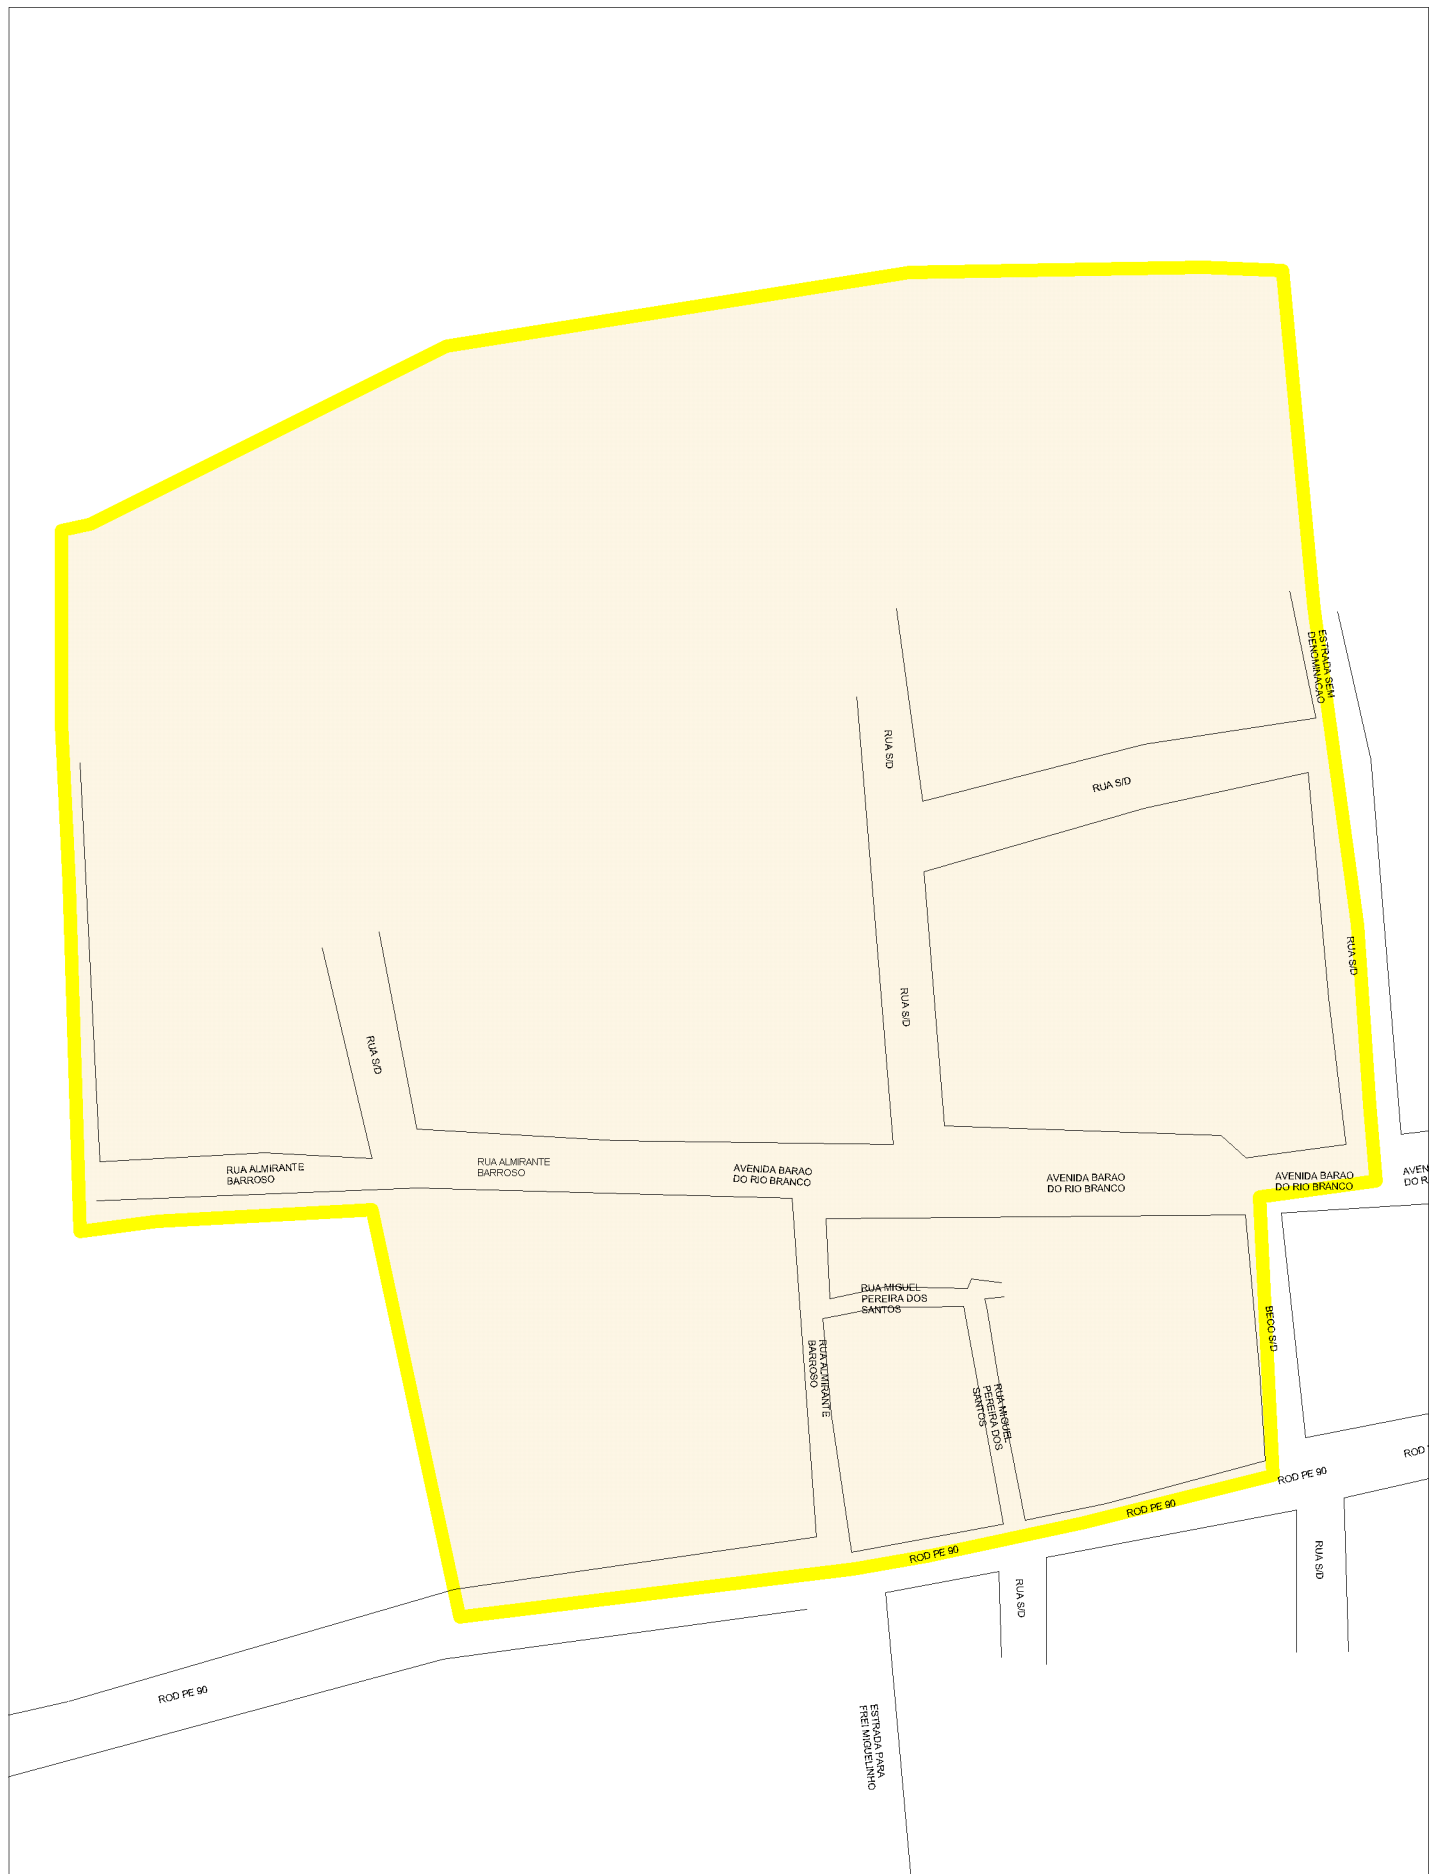 ESTRADA SEM
DENOMINACAO
RUA S/D
RUA S/D
RUA S/D
RUA S/D
RUA S/D
RUA ALMIRANTE
BARROSO
RUA ALMIRANTE
BARROSO
AVENIDA BARAO
DO RIO BRANCO
AVENIDA BARAO
DO RIO BRANCO
AVENIDA BARAO
DO RIO BRANCO
AVEN
DO R
RUA MIGUEL
PEREIRA DOS
SANTOS
BECO S/D
RUA ALMIRANTE
BARROSO
RUA MIGUEL
PEREIRA DOS
SANTOS
ROD
ROD PE 90
ROD PE 90
ROD PE 90
RUA S/D
RUA S/D
ROD PE 90
ESTRADA PARA
FREI MIGUELINHO